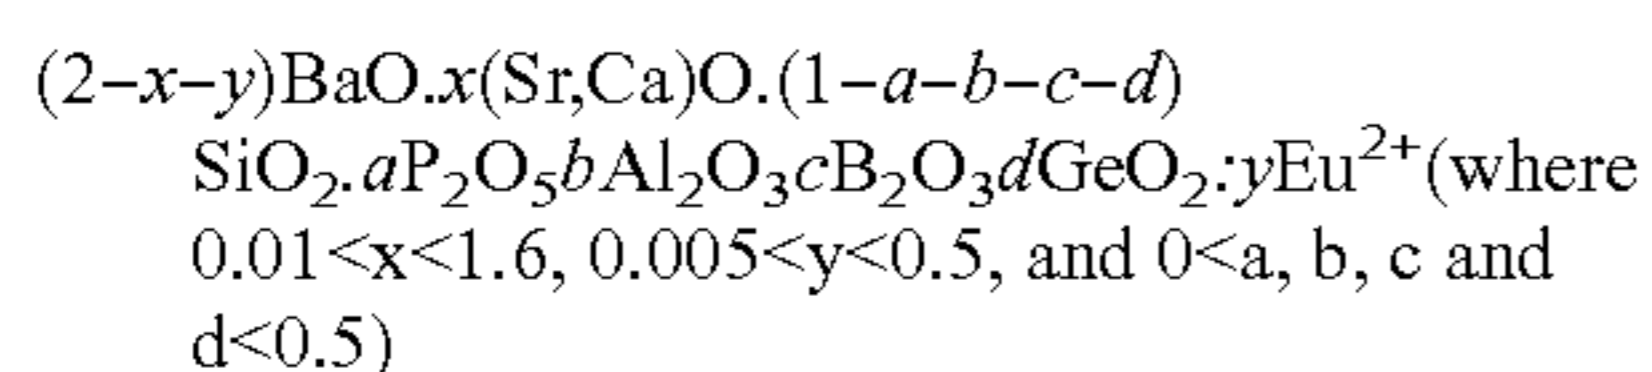 (2−x−y)BaO.x(Sr,Ca)O.(1−a−b−c−d)
SiO₂.aP₂O₅bAl₂O₃cB₂O₃dGeO₂:yEu²⁺(where
0.01<x<1.6, 0.005<y<0.5, and 0<a, b, c and
d<0.5)